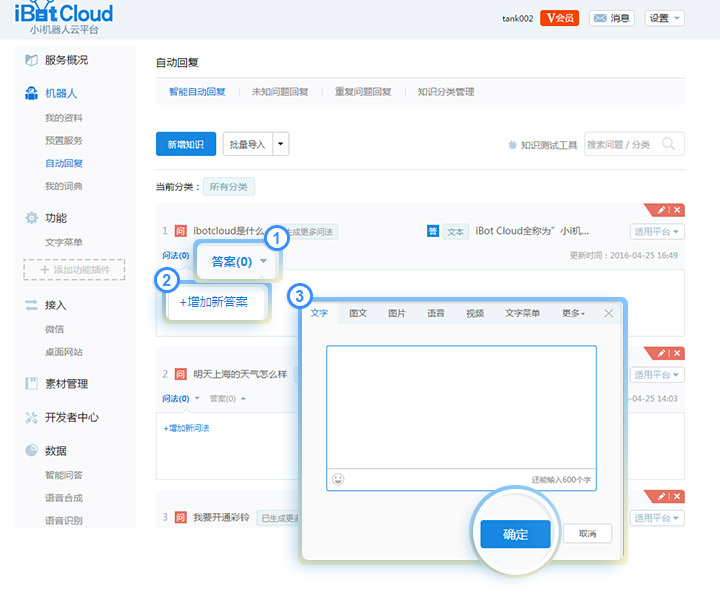 iBot Cloud
小i机器人云平台
tank002
V会员
消息
设置
服务概况
机器人
我的资料
预置服务
自动回复
我的词典
功能
文字菜单
+ 添加功能插件
接入
微信
桌面网站
素材管理
开发者中心
数据
智能问答
语音合成
语音识别
自动回复
智能自动回复
未知问题回复
重复问题回复
知识分类管理
新增知识
批量导入
知识测试工具
搜索问题 / 分类
当前分类：
所有分类
1 问 ibotcloud是什么
生成更多问法
答 文本 iBot Cloud全称为”小i机...
适用平台
问法(0)
更新时间：2016-04-25 16:49
1
答案(0)
2
+增加新答案
3
文字
图文
图片
语音
视频
文字菜单
更多
还能输入600个字
确定
取消
2 问 明天上海的天气怎么样
适用平台
问法(0)
答案(0)
-04-25 14:03
+增加新问法
3 问 我要开通彩铃
已生成更多
适用平台